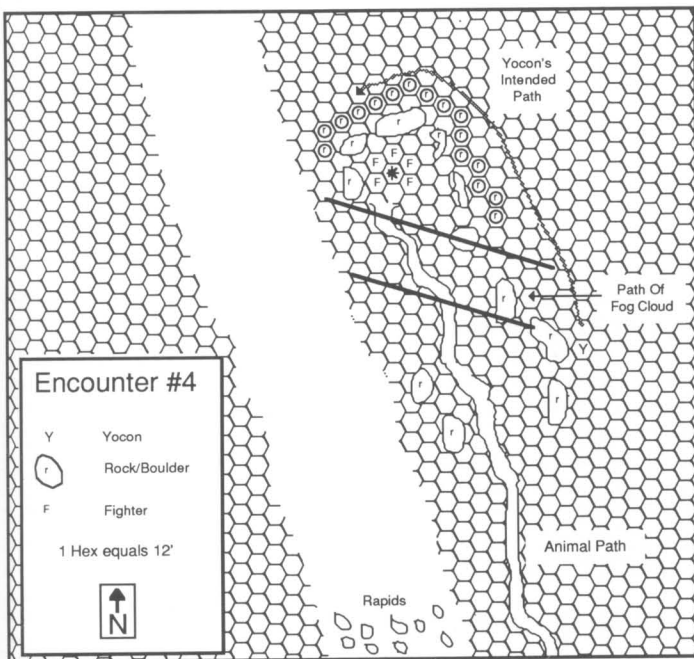 Yocon's
Intended
Path
r r r r r r r r r r r r r r r r
r
r
r
F
F F
r
F F
Path Of
Fog Cloud
r
r
Y
r
r
r
Encounter #4
Y Yocon
r Rock/Boulder
F Fighter
1 Hex equals 12'
N
Animal Path
Rapids